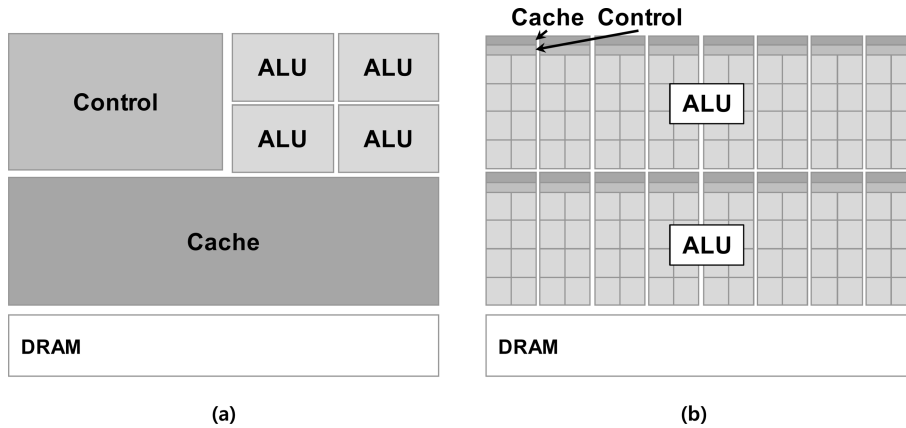 Cache Control
Control
ALU ALU
ALU ALU
Cache
DRAM
ALU
ALU
DRAM
(a)
(b)